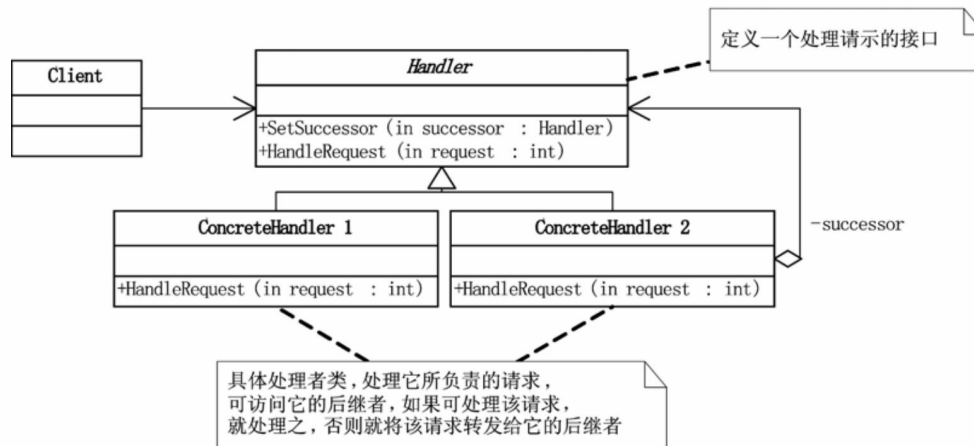 定义一个处理请示的接口
Client
Handler
+SetSuccessor (in successor : Handler)
+HandleRequest (in request : int)
ConcreteHandler 1
+HandleRequest (in request : int)
ConcreteHandler 2
+HandleRequest (in request : int)
-successor
具体处理者类，处理它所负责的请求，
可访问它的后继者，如果可处理该请求，
就处理之，否则就将该请求转发给它的后继者